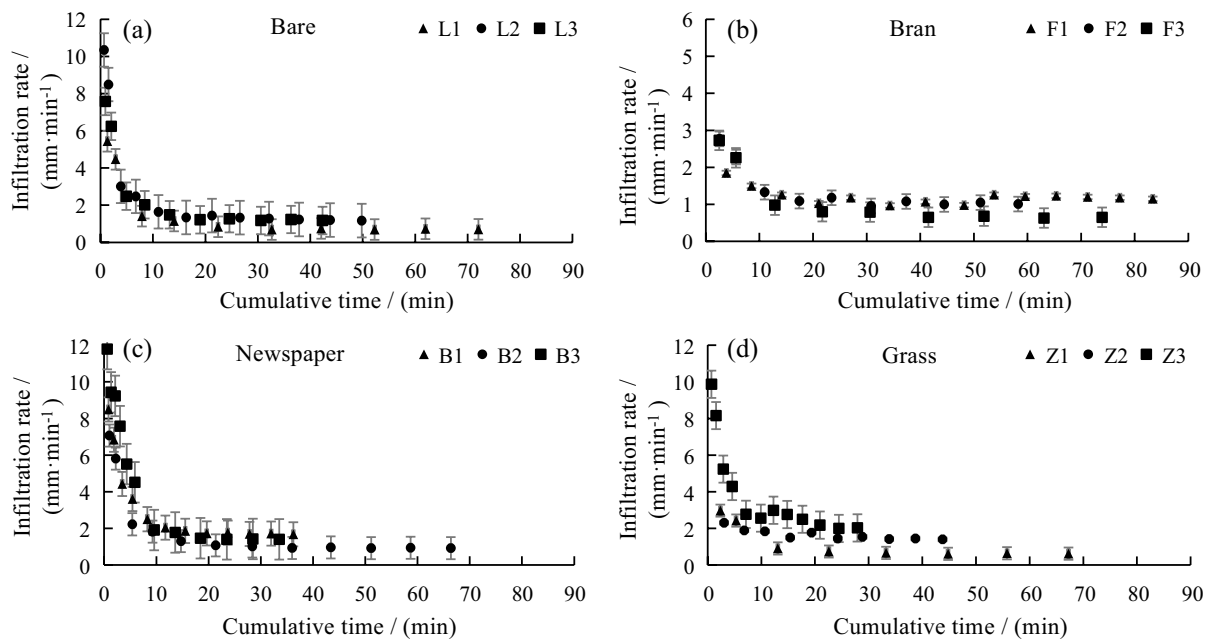 (a) Bare ▲ L1 ● L2 ■ L3
Infiltration rate /
(mm·min⁻¹)
12
10
8
6
4
2
0
0 10 20 30 40 50 60 70 80 90
Cumulative time / (min)
(b) Bran ▲ F1 ● F2 ■ F3
Infiltration rate /
(mm·min⁻¹)
6
5
4
3
2
1
0
0 10 20 30 40 50 60 70 80 90
Cumulative time / (min)
(c) Newspaper ▲ B1 ● B2 ■ B3
Infiltration rate /
(mm·min⁻¹)
12
10
8
6
4
2
0
0 10 20 30 40 50 60 70 80 90
Cumulative time / (min)
(d) Grass ▲ Z1 ● Z2 ■ Z3
Infiltration rate /
(mm·min⁻¹)
12
10
8
6
4
2
0
0 10 20 30 40 50 60 70 80 90
Cumulative time / (min)